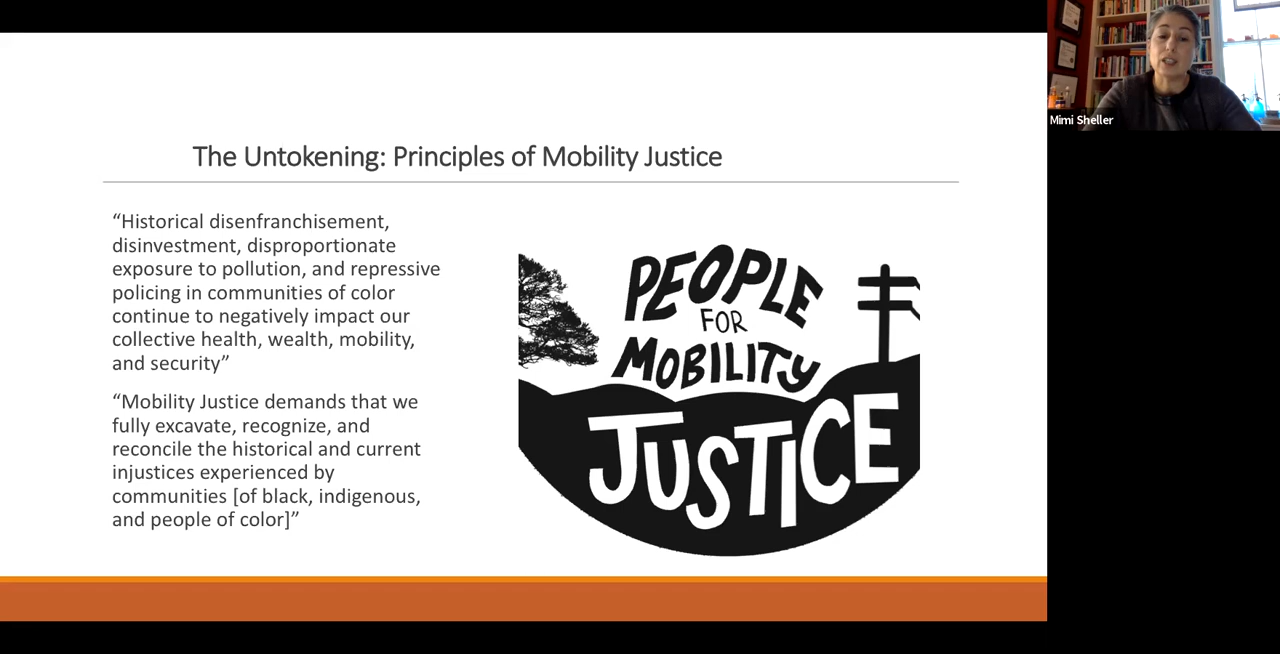 The Untokening: Principles of Mobility Justice
“Historical disenfranchisement,
disinvestment, disproportionate
exposure to pollution, and repressive
policing in communities of color
continue to negatively impact our
collective health, wealth, mobility,
and security”
“Mobility Justice demands that we
fully excavate, recognize, and
reconcile the historical and current
injustices experienced by
communities [of black, indigenous,
and people of color]”
PEOPLE
FOR
MOBILITY
JUSTICE
Mimi Sheller